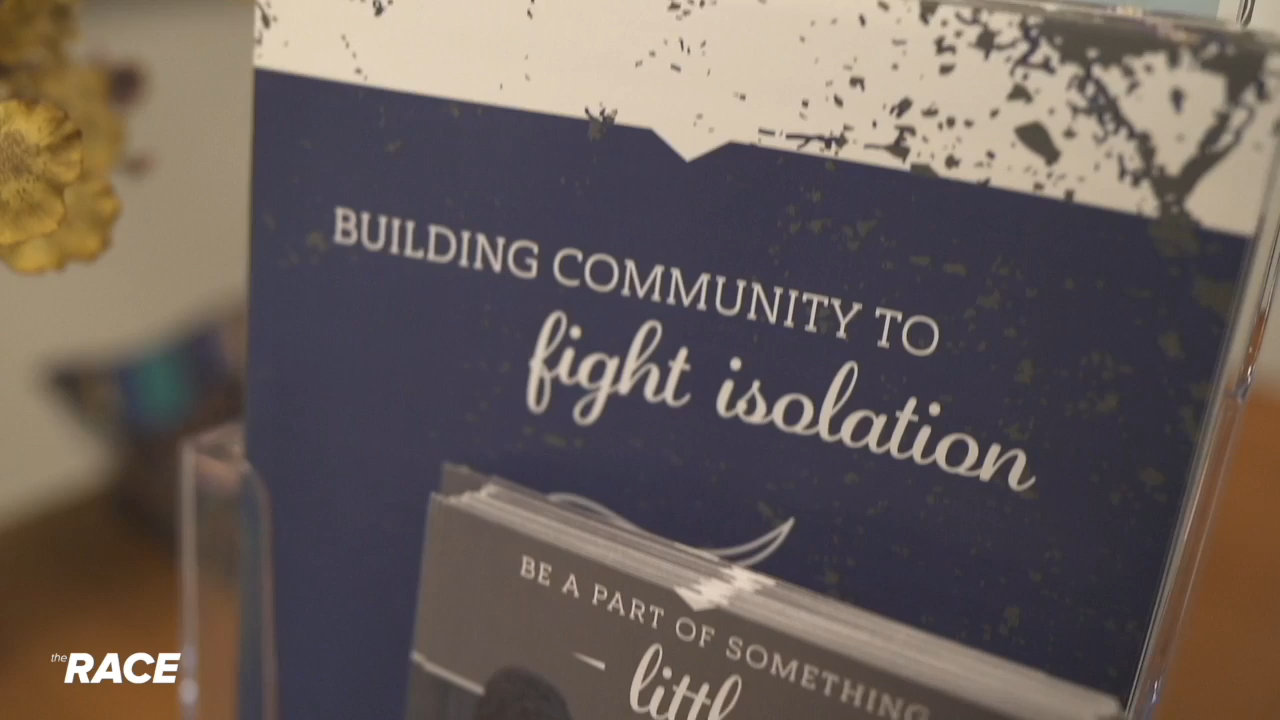 BUILDING COMMUNITY TO
fight isolation
BE A PART OF SOMETHING
the RACE